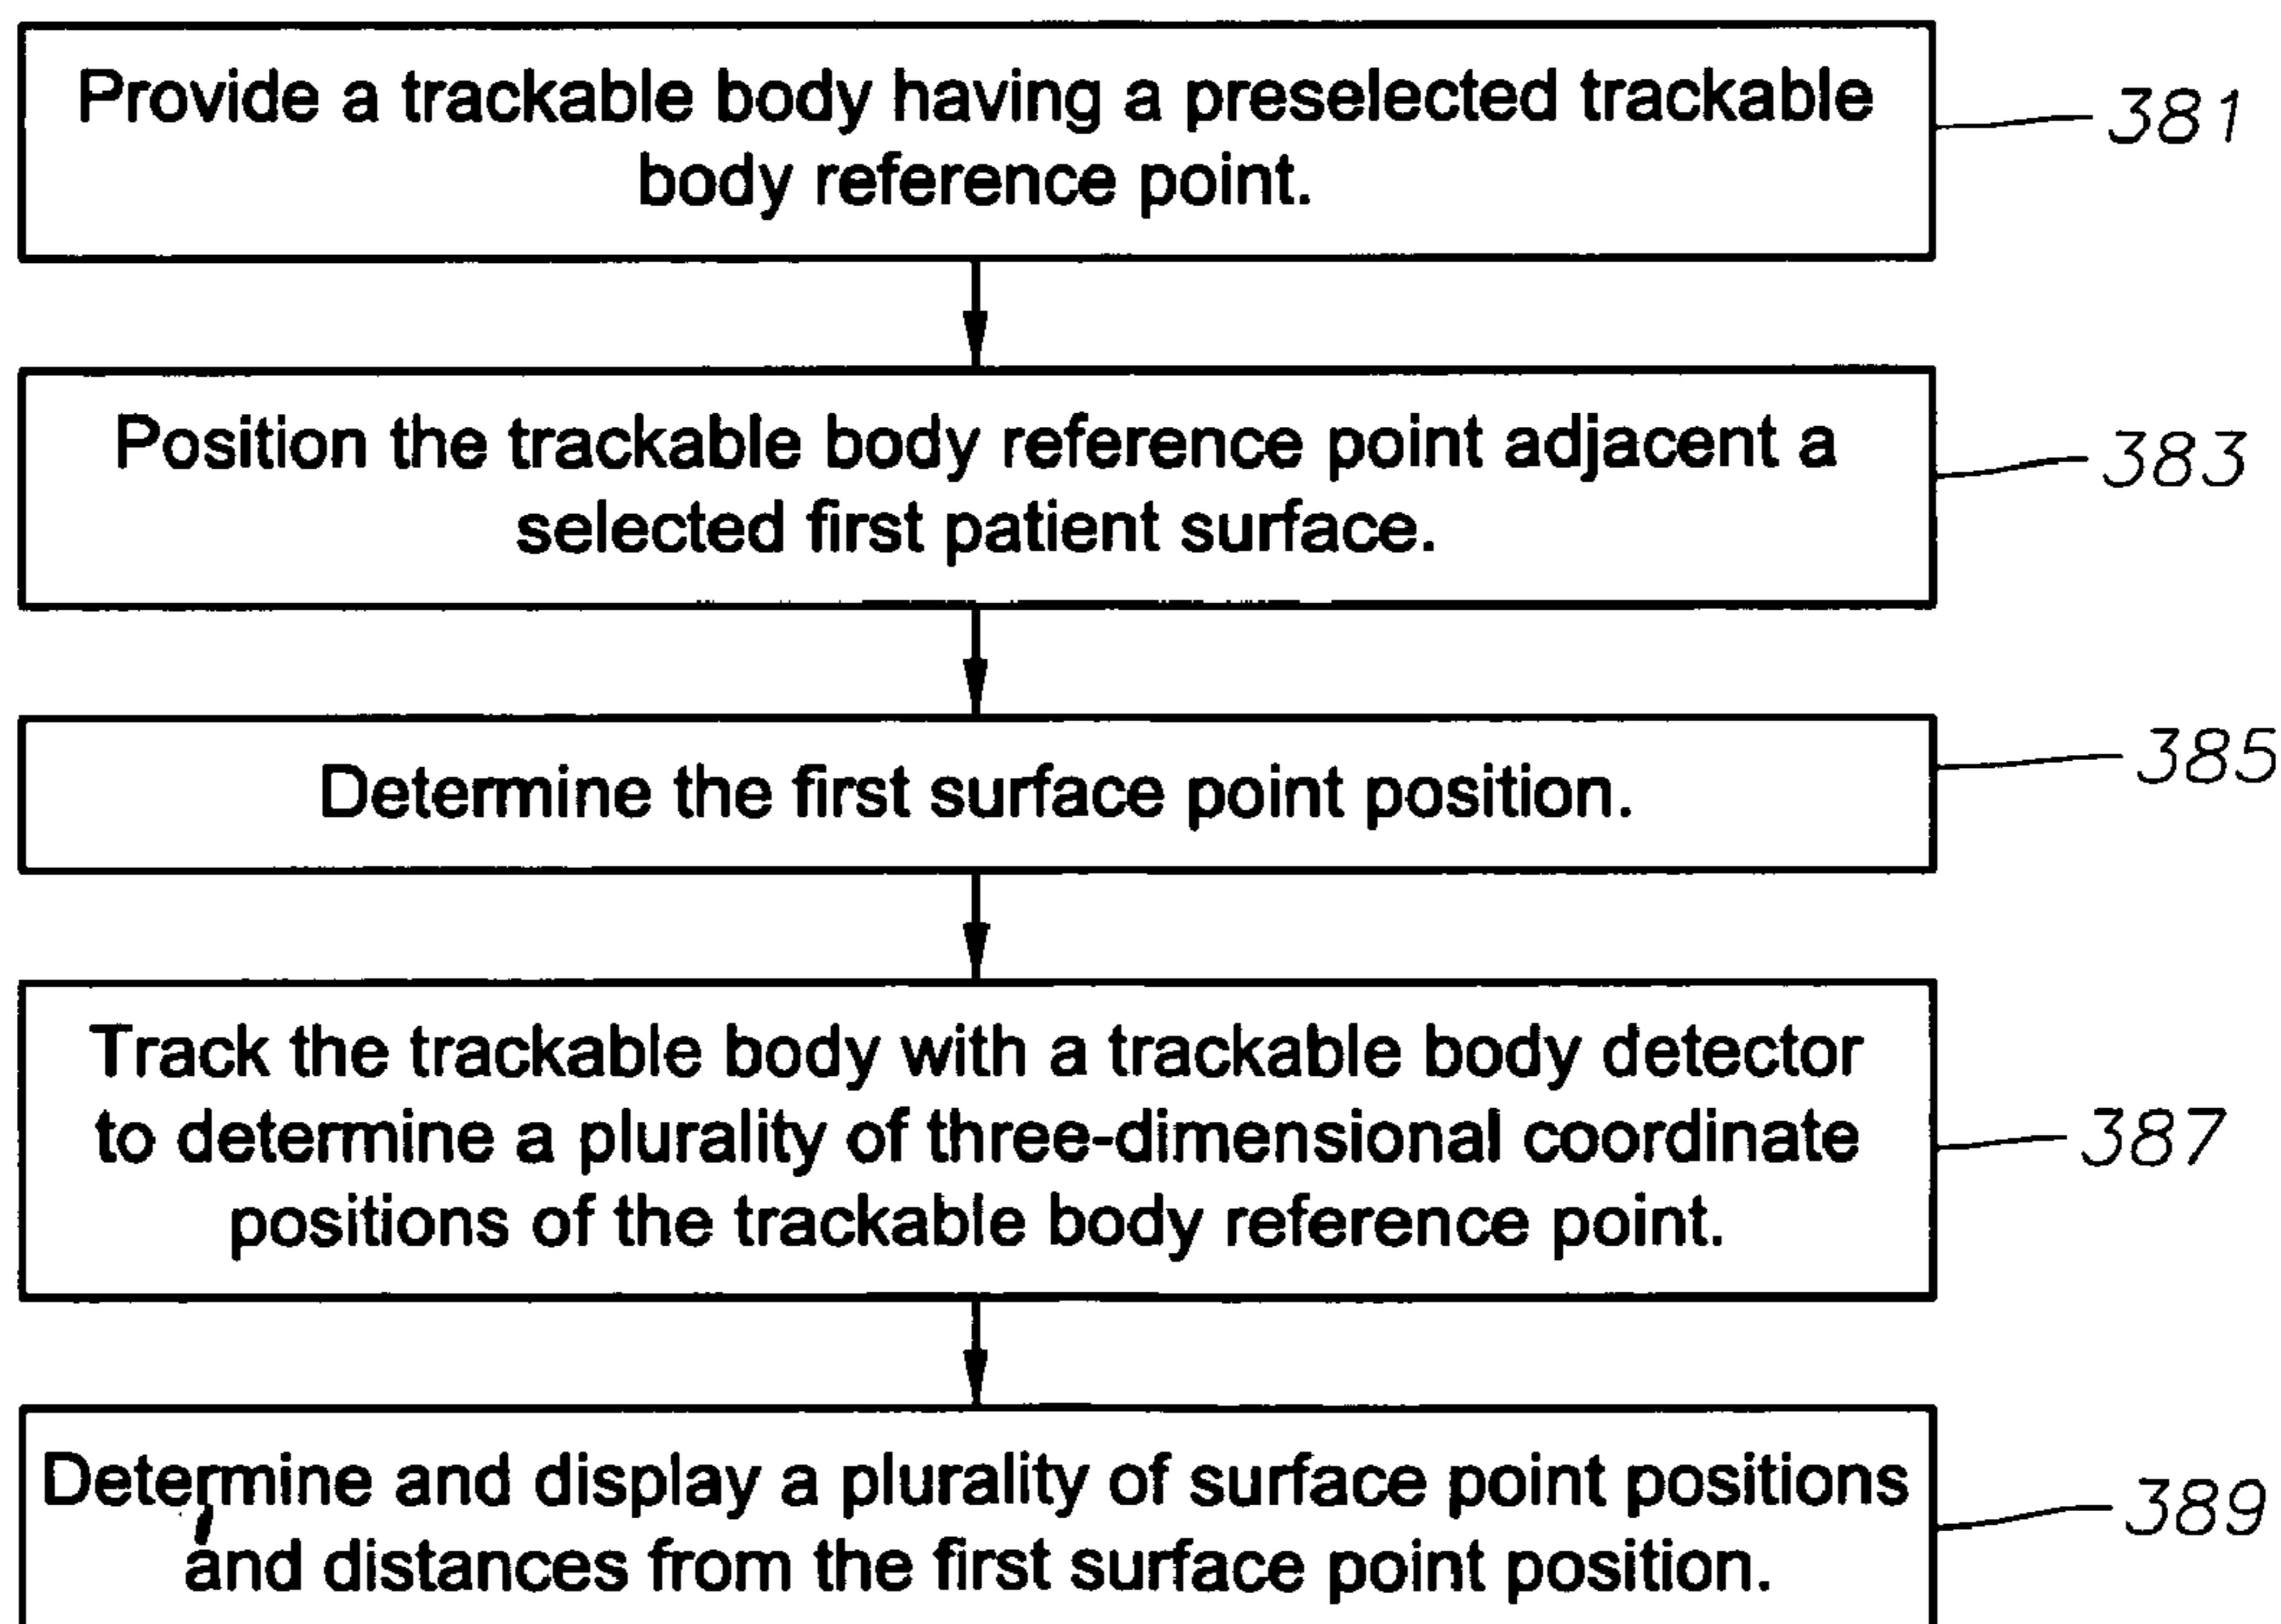 Provide a trackable body having a preselected trackable
body reference point.
381
Position the trackable body reference point adjacent a
selected first patient surface.
383
Determine the first surface point position.
385
Track the trackable body with a trackable body detector
to determine a plurality of three-dimensional coordinate
positions of the trackable body reference point.
387
Determine and display a plurality of surface point positions
and distances from the first surface point position.
389